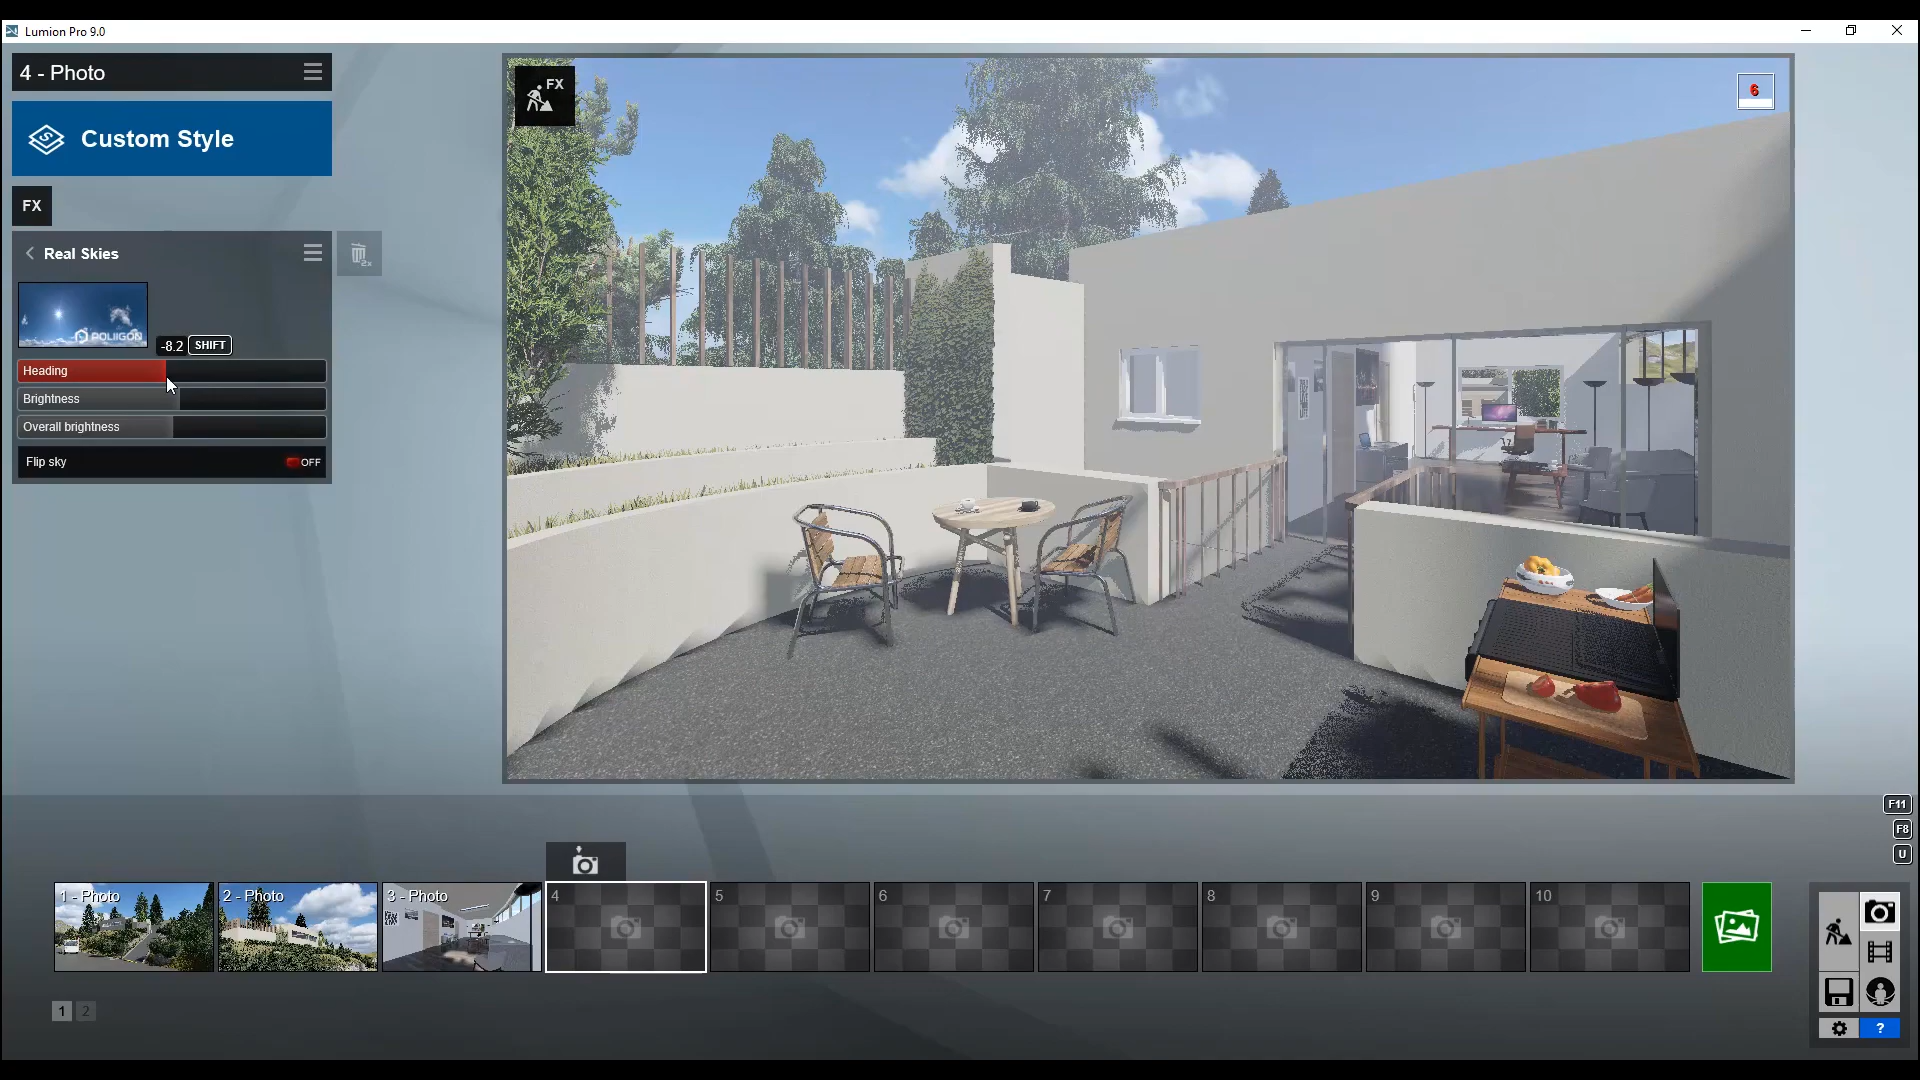 Lumion Pro 9.0
4 - Photo
Custom Style
FX
Real Skies
2x
POLIIGON
-8.2 SHIFT
Heading
Brightness
Overall brightness
Flip sky OFF
FX
6
F11
F8
U
1 - Photo
2 - Photo
3 - Photo
4
5
6
7
8
9
10
1 2
?